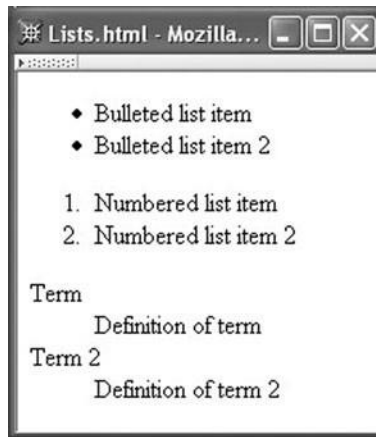 Lists.html - Mozilla...
• Bulleted list item
• Bulleted list item 2
1. Numbered list item
2. Numbered list item 2
Term
Definition of term
Term 2
Definition of term 2